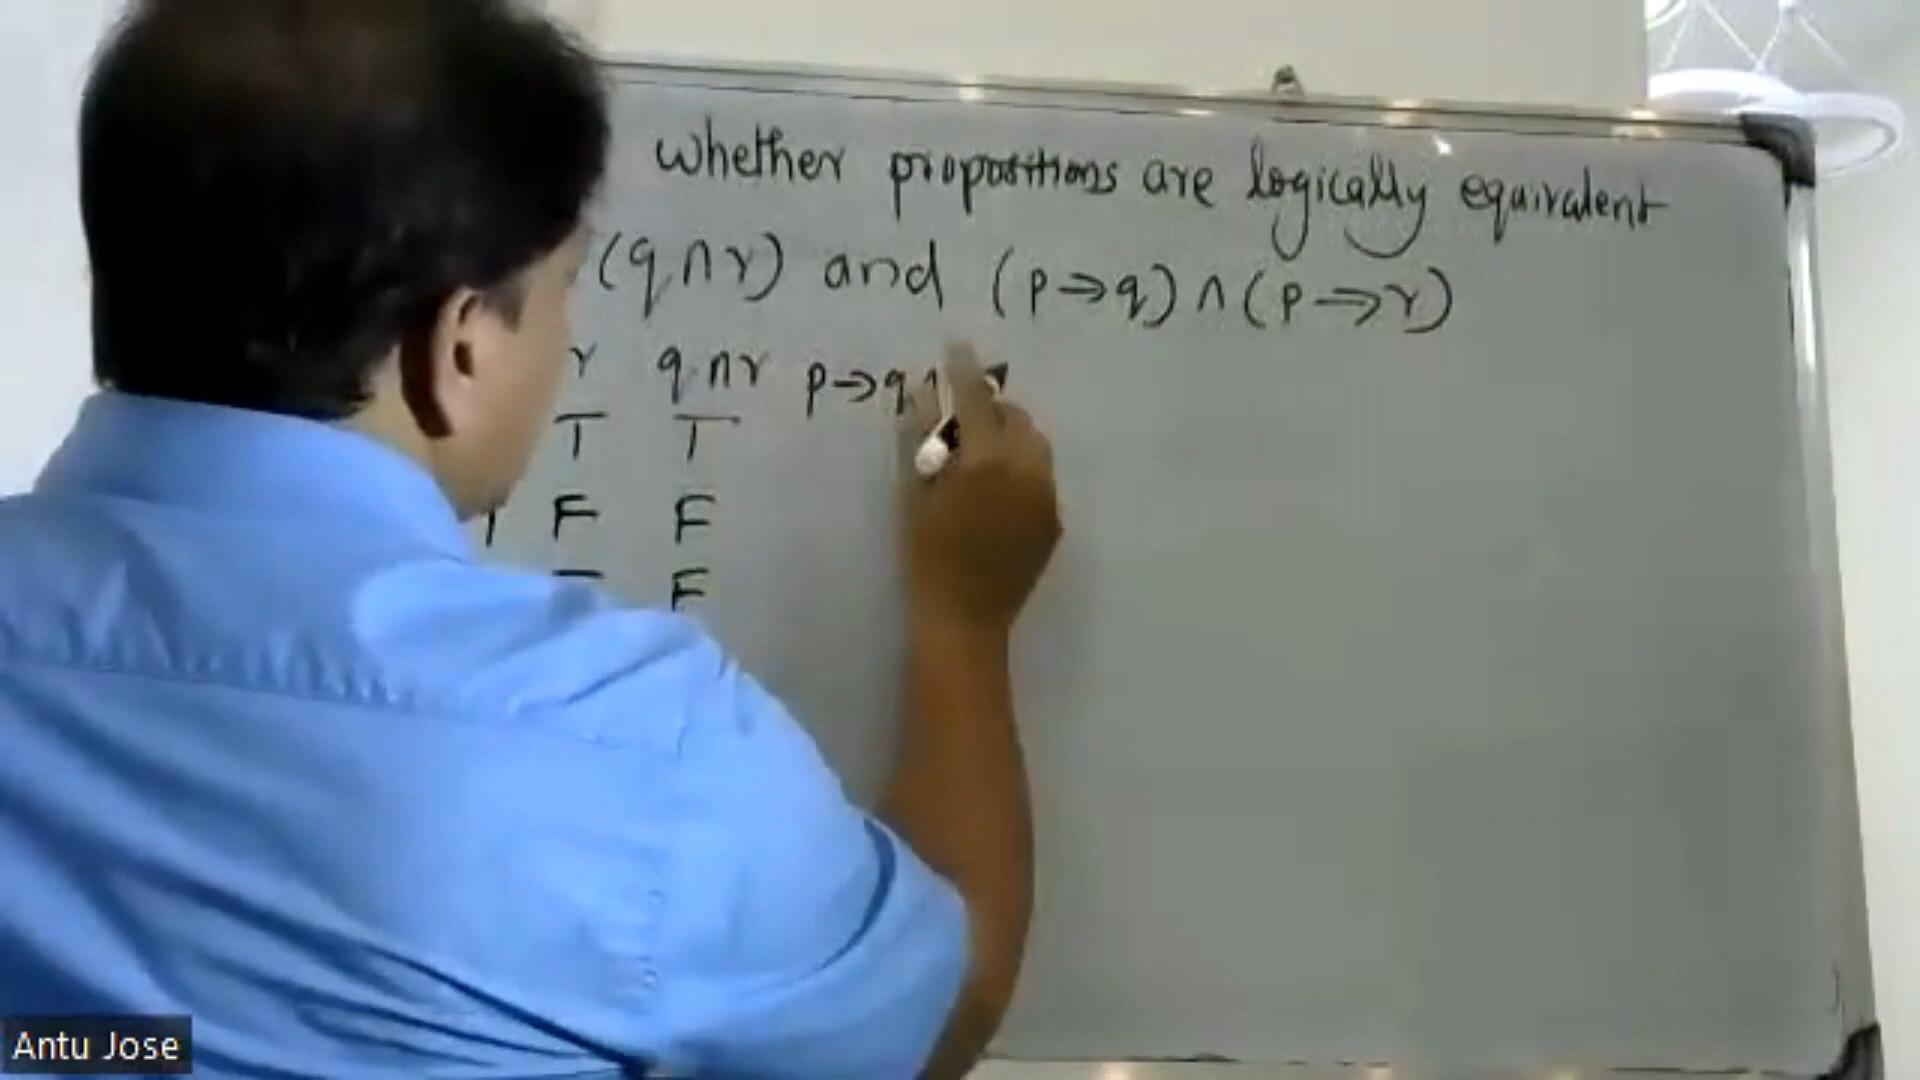 whether propositions are logically equivalent
(q∧r) and (p→q)∧(p→r)
r q∧r p→q∧
T T
F F
F
Antu Jose